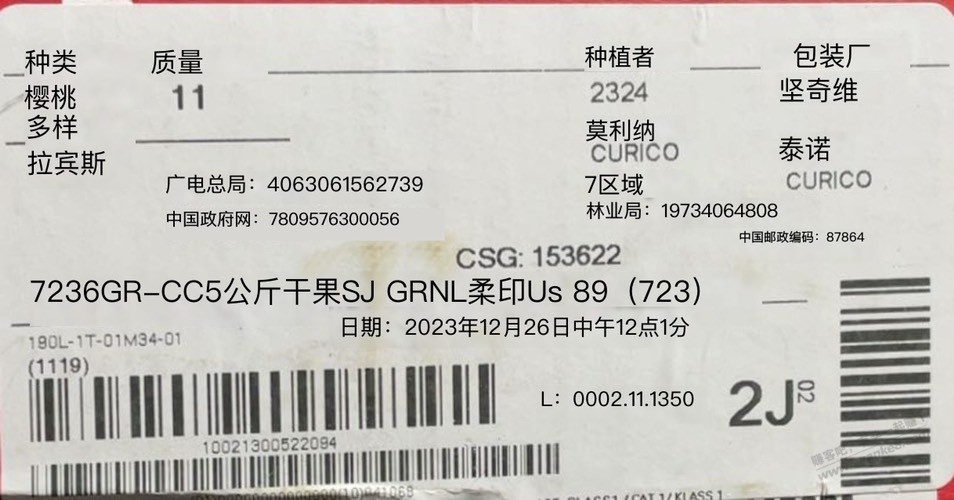 种类 质量 种植者 包装厂
樱桃 11 2324 坚奇维
多样 莫利纳
拉宾斯 CURICO 泰诺
广电总局：4063061562739 7区域 CURICO
中国政府网：7809576300056 林业局：19734064808
中国邮政编码：87864
CSG: 153622
7236GR-CC5公斤干果SJ GRNL柔印Us 89（723）
日期：2023年12月26日中午12点1分
190L-1T-01M34-01
(1119)
L：0002.11.1350 2J 02
10021300522094
CLASS1 / CAT 1 / KLASS 1